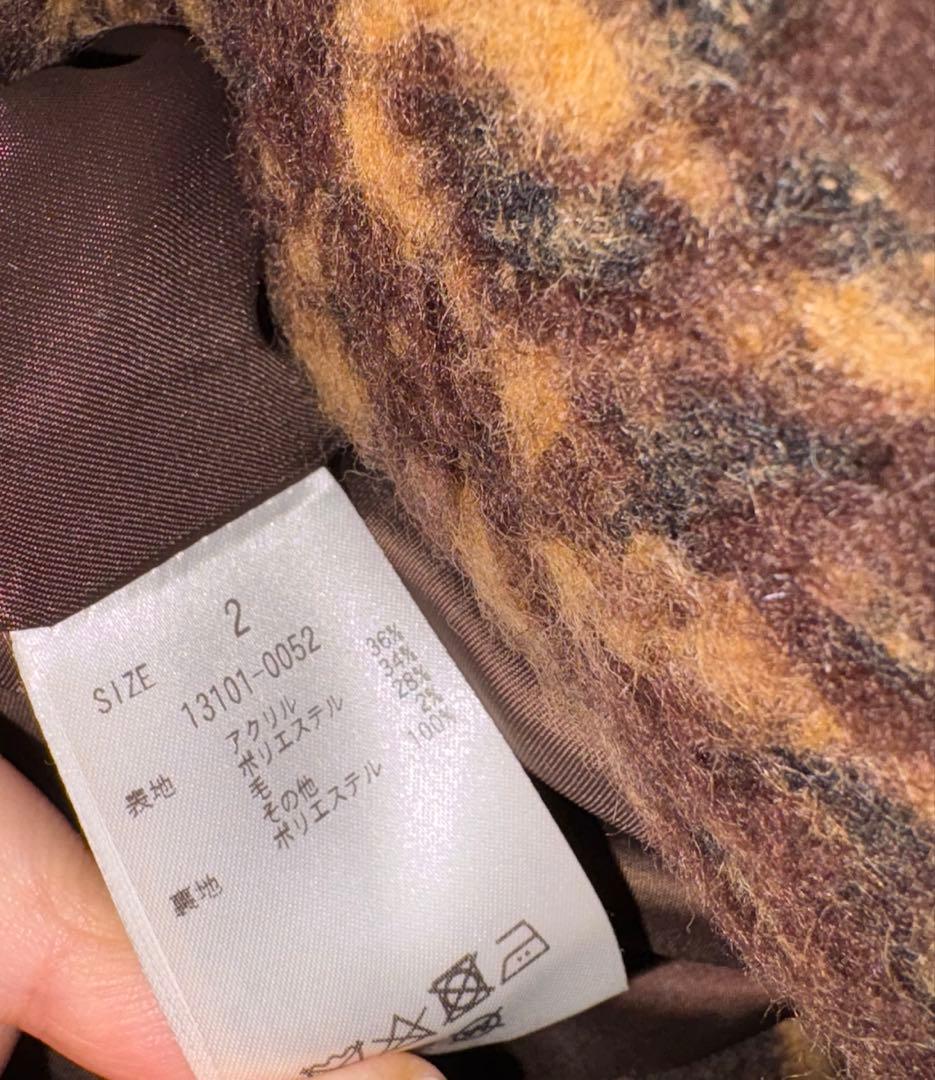 SIZE 2
13101-0052
表地 アクリル 36%
ポリエステル 34%
毛 28%
その他 2%
裏地 ポリエステル 100%